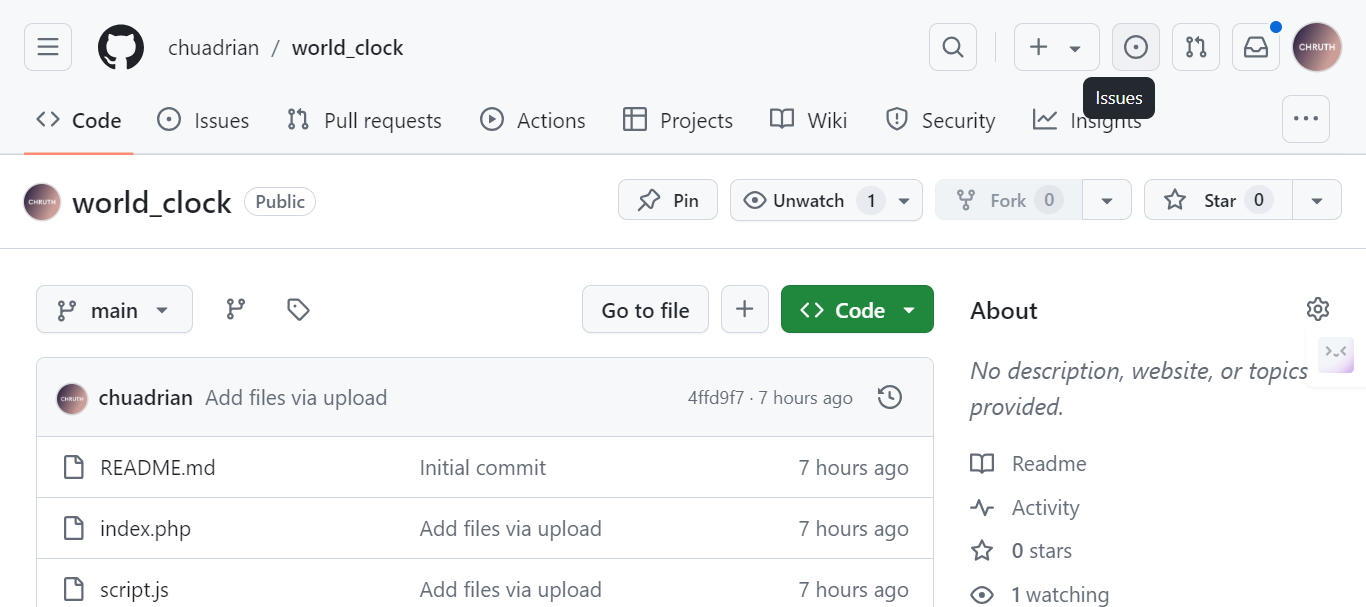 chuadrian / world_clock
CHRUTH
Issues
Code Issues Pull requests Actions Projects Wiki Security Insights
CHRUTH world_clock Public Pin Unwatch 1 Fork 0 Star 0
main Go to file + Code About
No description, website, or topics
provided.
CHRUTH chuadrian Add files via upload 4ffd9f7 · 7 hours ago
README.md Initial commit 7 hours ago
index.php Add files via upload 7 hours ago
script.js Add files via upload 7 hours ago
Readme
Activity
0 stars
1 watching